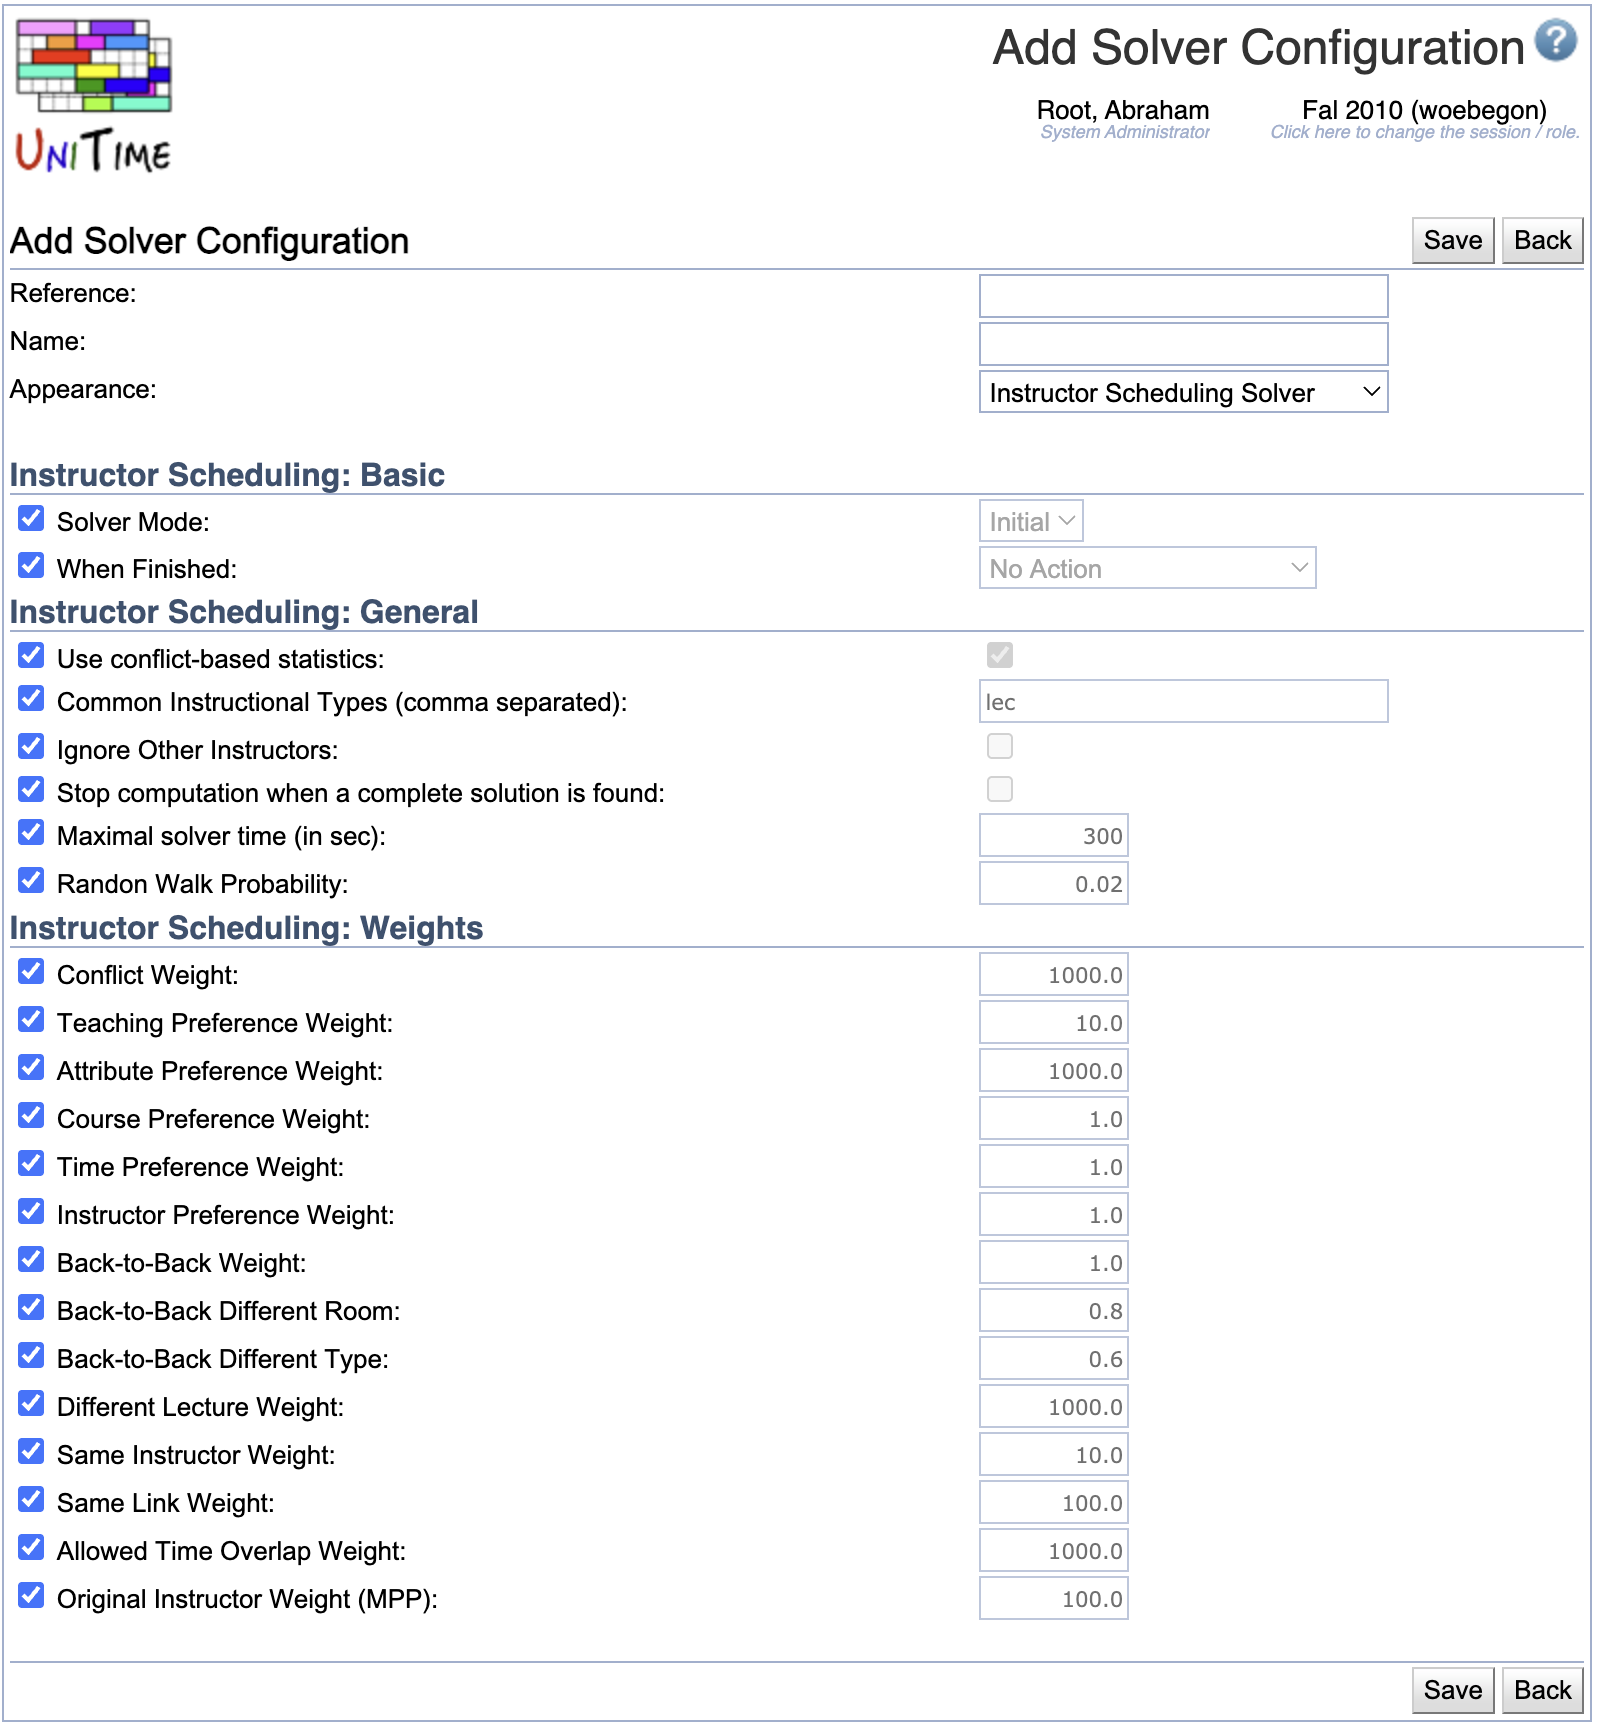 Add Solver Configuration ?
Root, Abraham Fal 2010 (woebegon)
System Administrator Click here to change the session / role.
UniTime
Add Solver Configuration Save Back
Reference:
Name:
Appearance: Instructor Scheduling Solver
Instructor Scheduling: Basic
Solver Mode: Initial
When Finished: No Action
Instructor Scheduling: General
Use conflict-based statistics:
Common Instructional Types (comma separated): lec
Ignore Other Instructors:
Stop computation when a complete solution is found:
Maximal solver time (in sec): 300
Randon Walk Probability: 0.02
Instructor Scheduling: Weights
Conflict Weight: 1000.0
Teaching Preference Weight: 10.0
Attribute Preference Weight: 1000.0
Course Preference Weight: 1.0
Time Preference Weight: 1.0
Instructor Preference Weight: 1.0
Back-to-Back Weight: 1.0
Back-to-Back Different Room: 0.8
Back-to-Back Different Type: 0.6
Different Lecture Weight: 1000.0
Same Instructor Weight: 10.0
Same Link Weight: 100.0
Allowed Time Overlap Weight: 1000.0
Original Instructor Weight (MPP): 100.0
Save Back